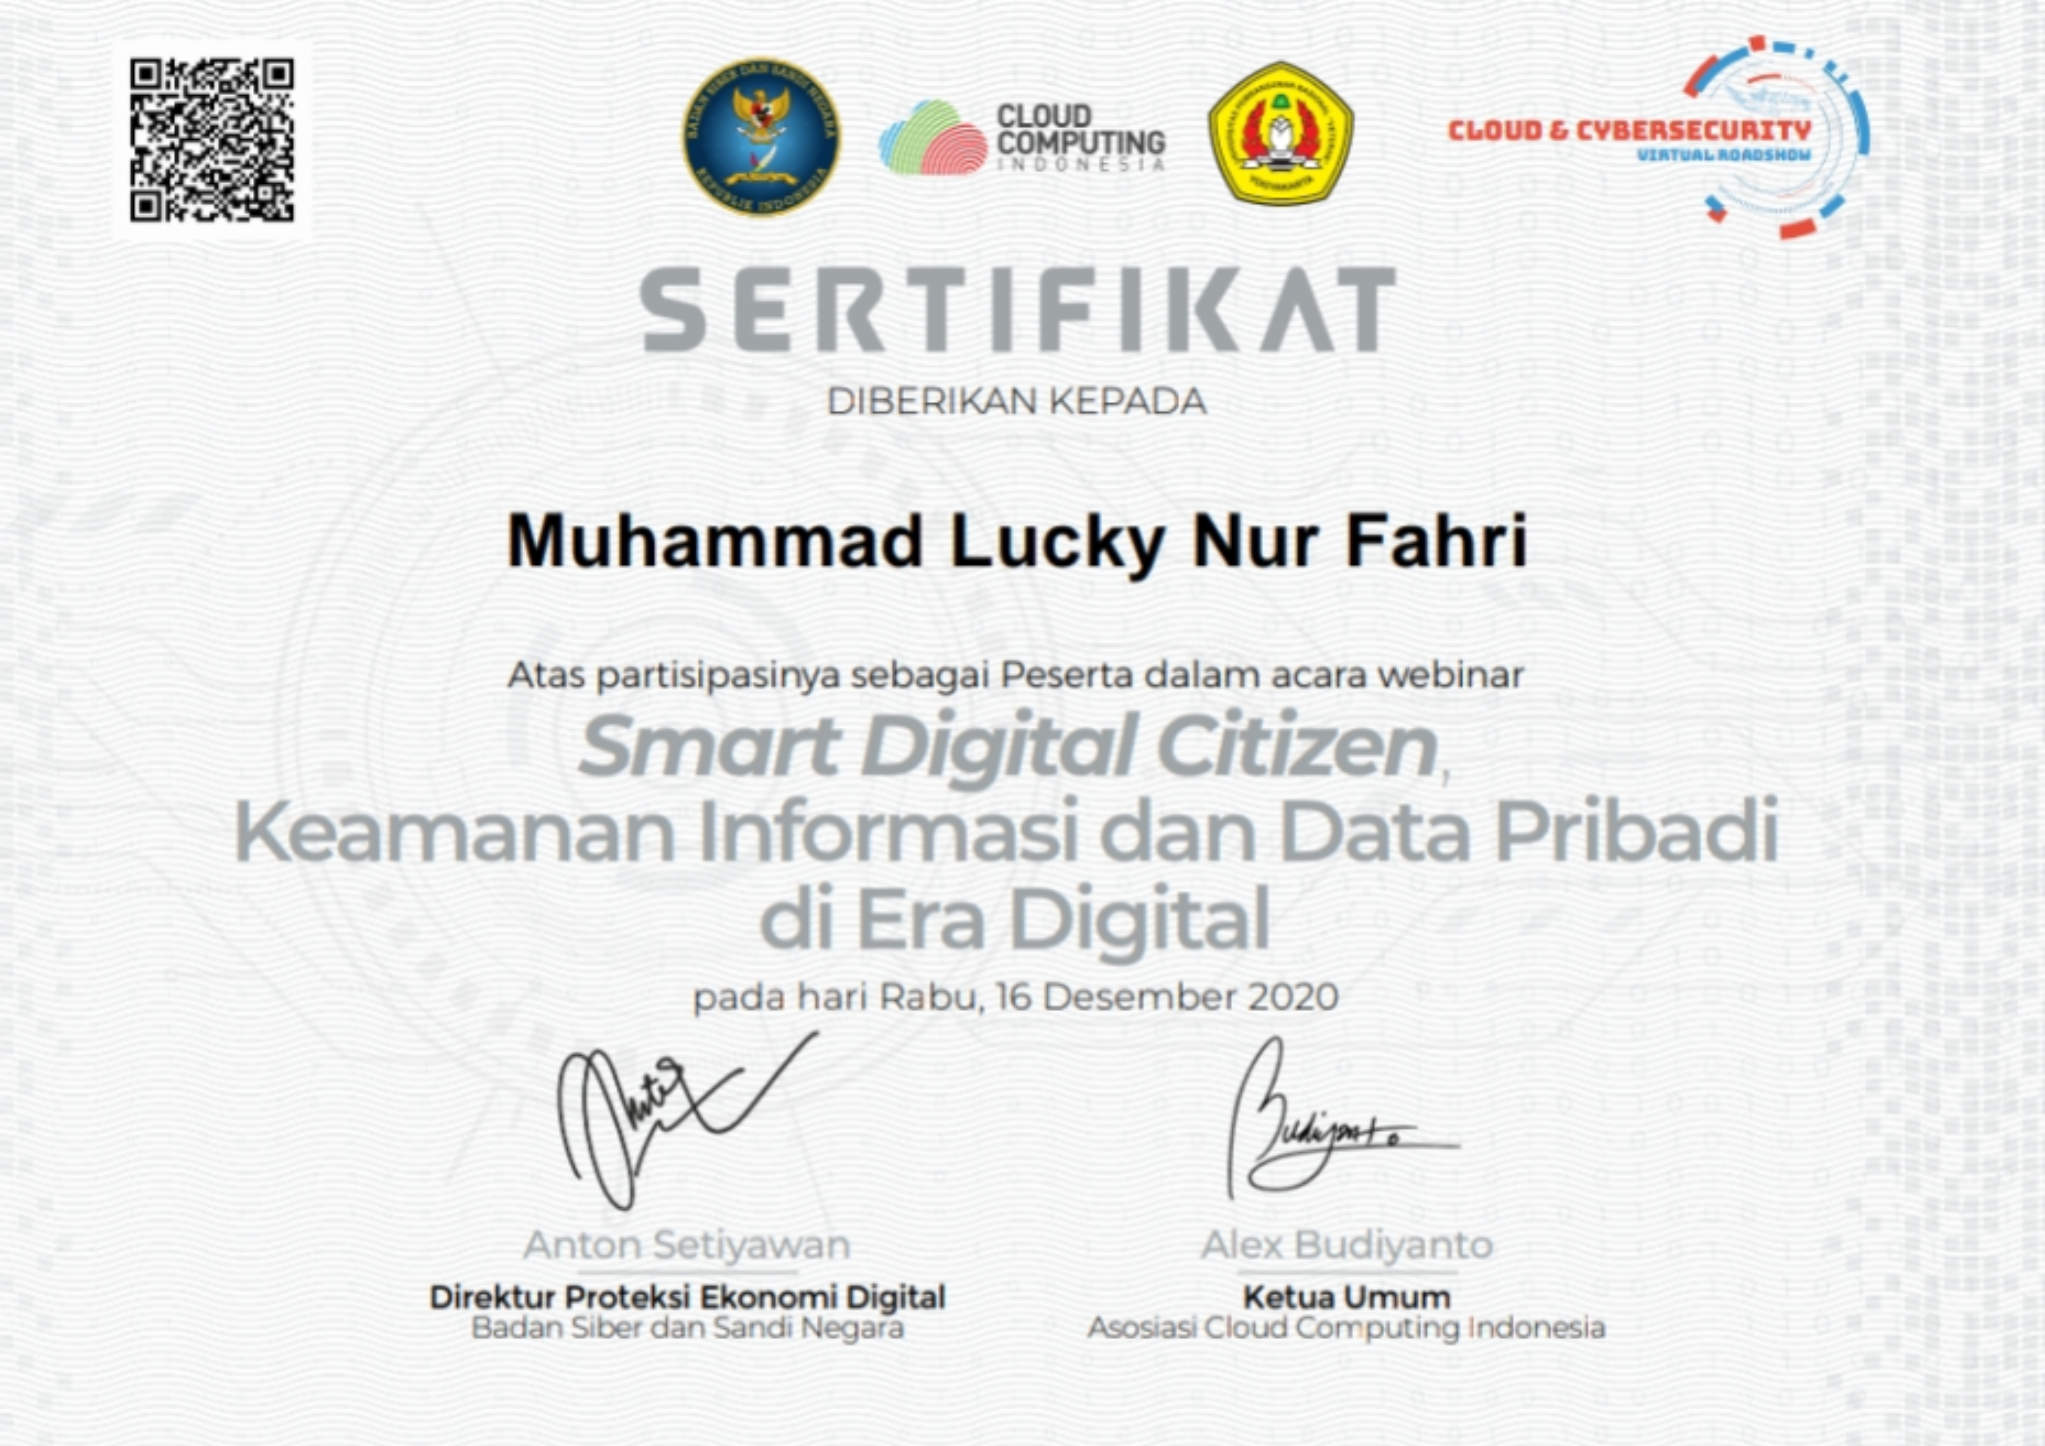 BADAN SIBER DAN SANDI NEGARA
REPUBLIK INDONESIA
CLOUD
COMPUTING
INDONESIA
YOGYAKARTA
CLOUD & CYBERSECURITY
VIRTUAL ROADSHOW
SERTIFIKAT
DIBERIKAN KEPADA
Muhammad Lucky Nur Fahri
Atas partisipasinya sebagai Peserta dalam acara webinar
Smart Digital Citizen,
Keamanan Informasi dan Data Pribadi
di Era Digital
pada hari Rabu, 16 Desember 2020
Budiyanto
Anton Setiyawan
Alex Budiyanto
Direktur Proteksi Ekonomi Digital
Ketua Umum
Badan Siber dan Sandi Negara
Asosiasi Cloud Computing Indonesia